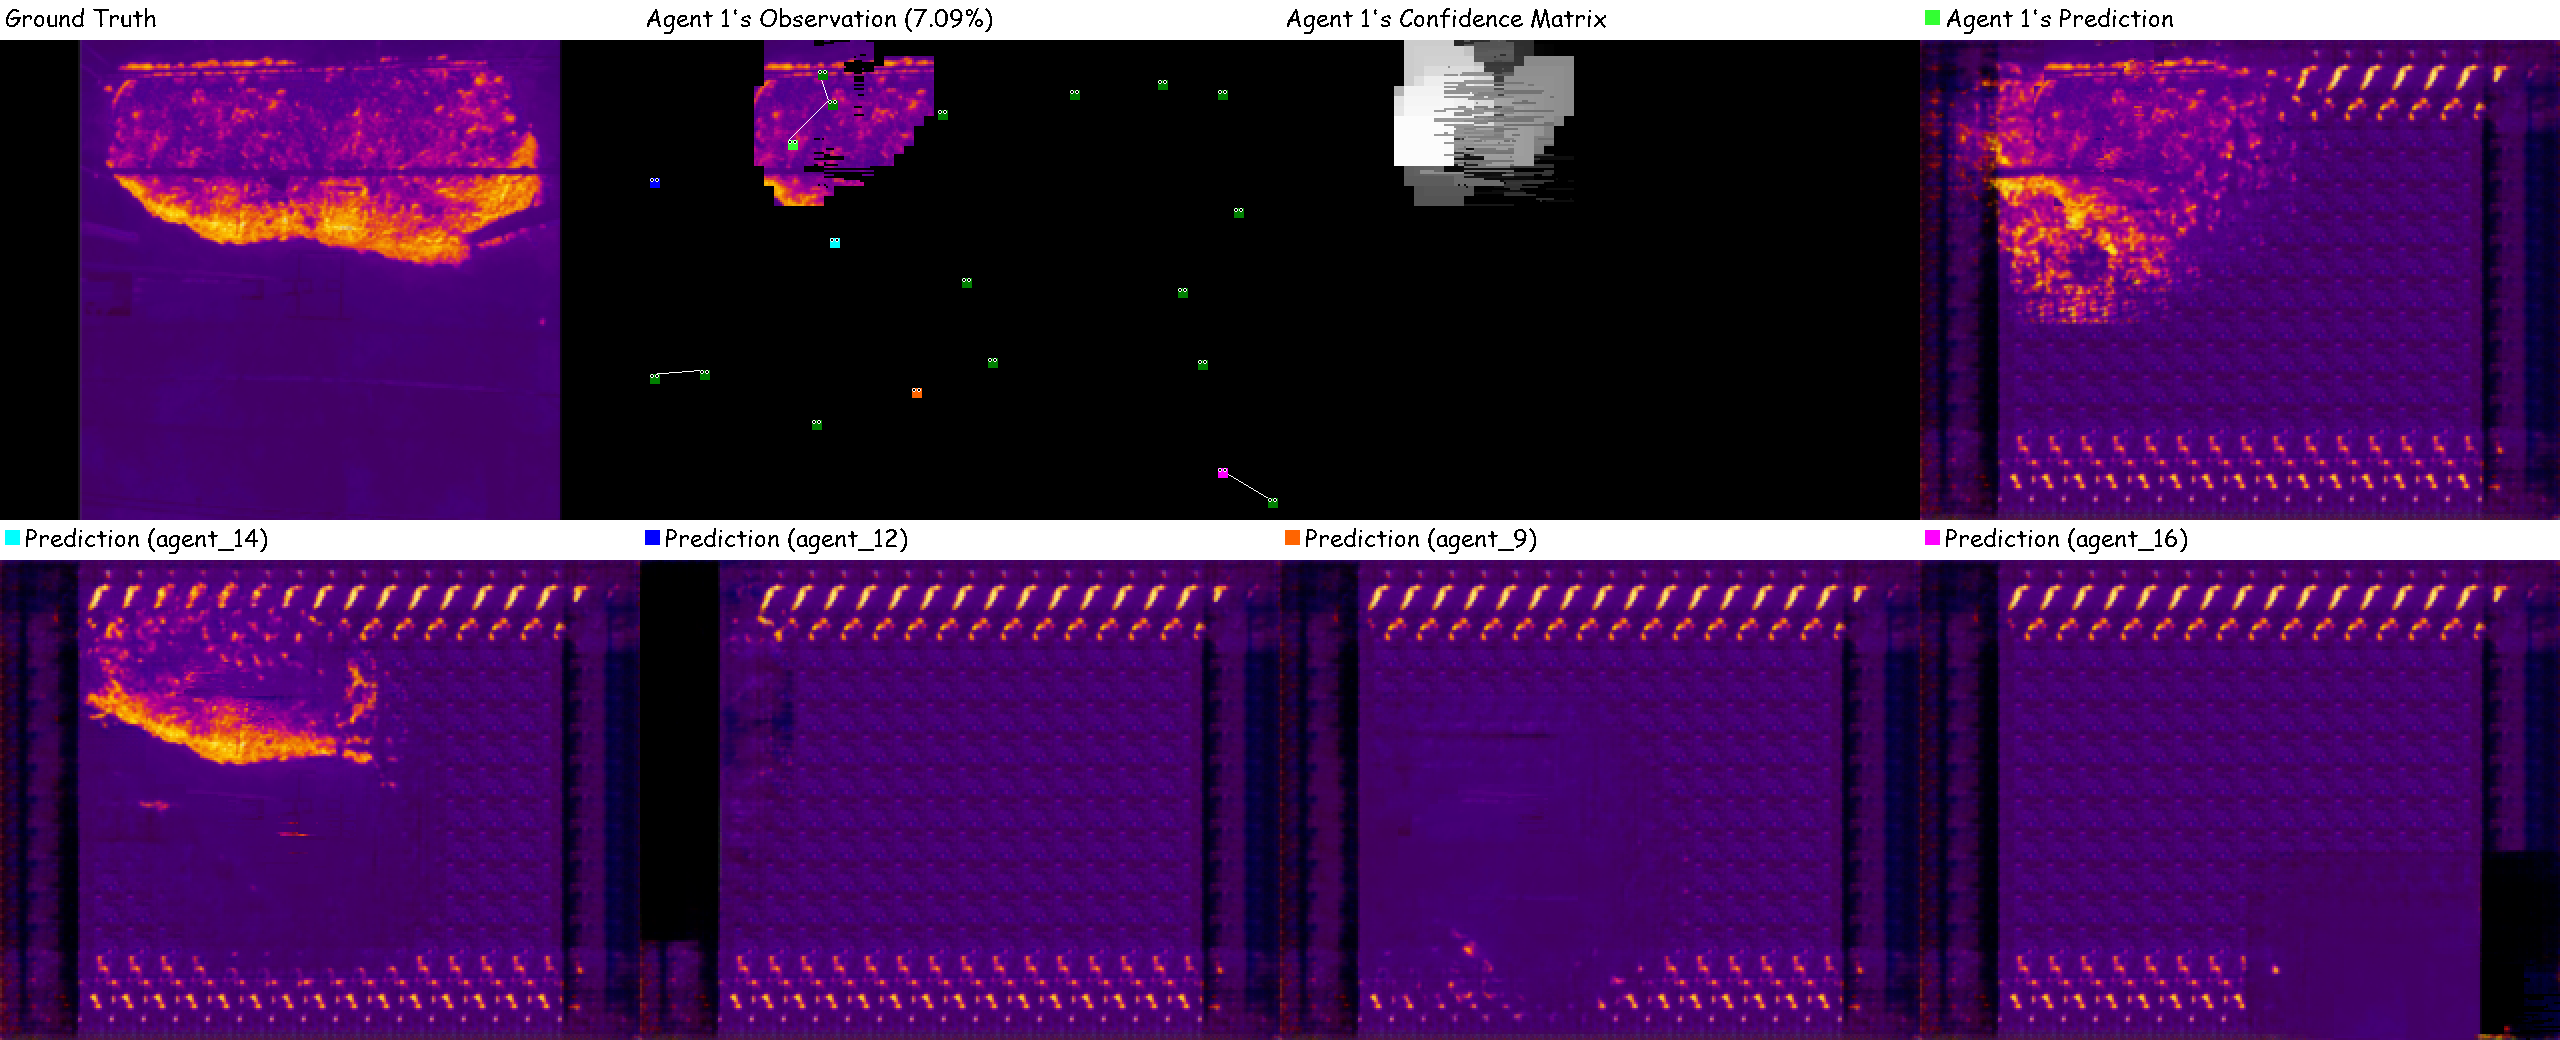 Ground Truth
Agent 1's Observation (7.09%)
Agent 1's Confidence Matrix
Agent 1's Prediction
Prediction (agent_14)
Prediction (agent_12)
Prediction (agent_9)
Prediction (agent_16)